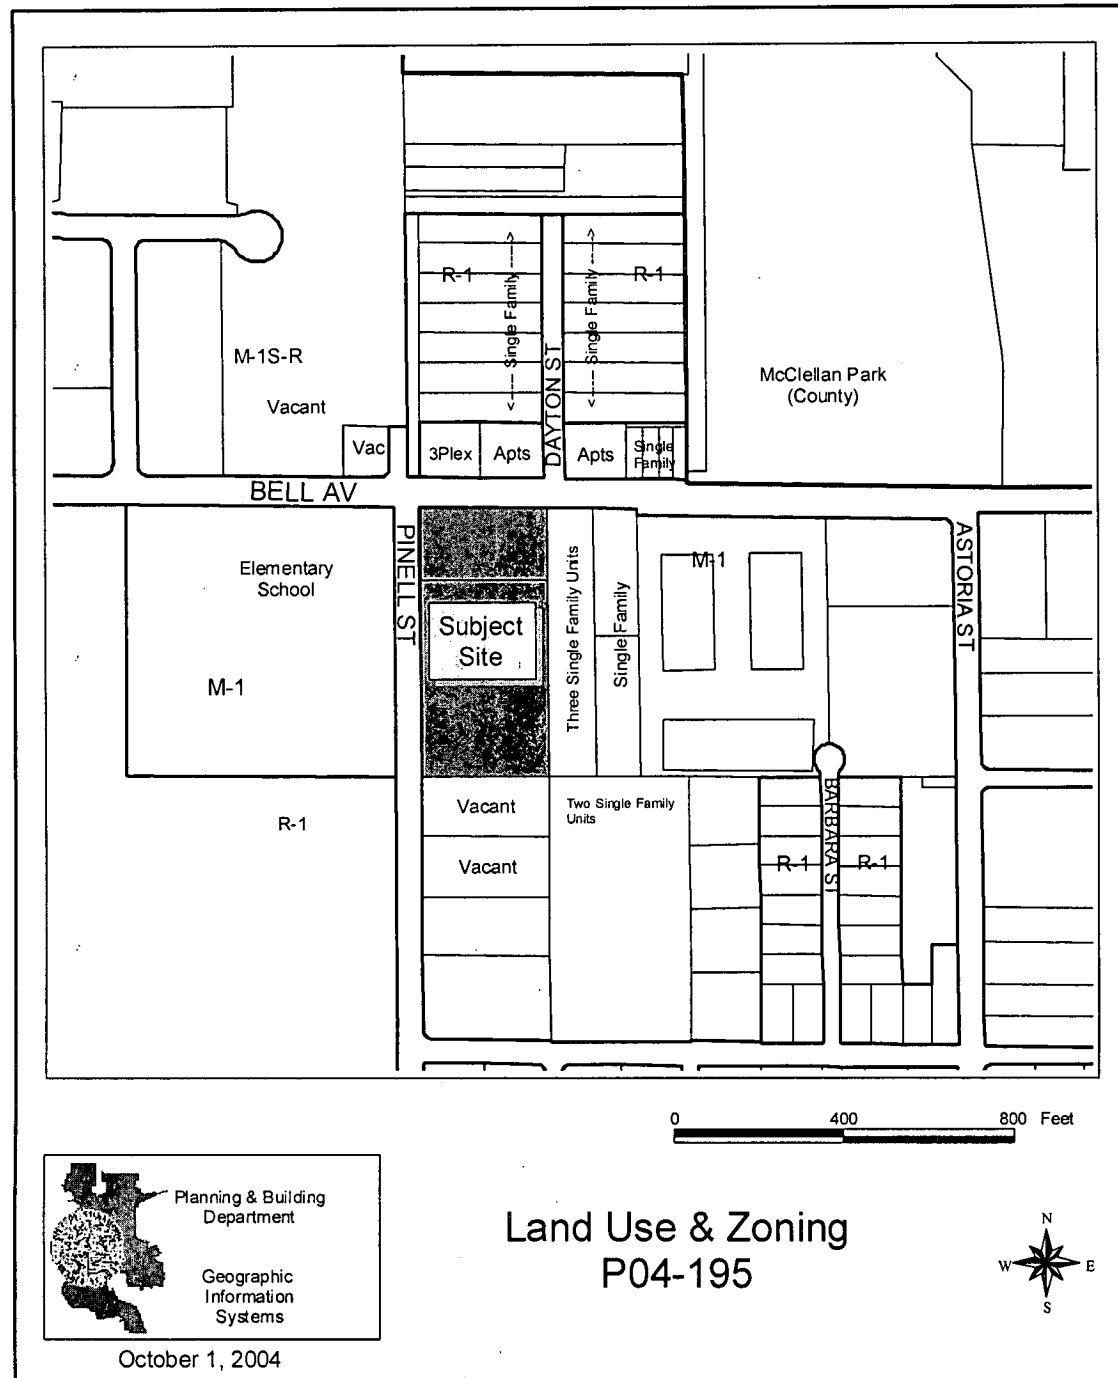 R-1
<---- Single Family ---->
<---- Single Family ---->
R-1
DAYTON ST
M-1S-R
Vacant
McClellan Park
(County)
Vac
3Plex
Apts
Apts
Single
Family
BELL AV
PINELL ST
ASTORIA ST
Elementary
School
M-1
Subject
Site
Three Single Family Units
Single Family
M-1
R-1
Vacant
Vacant
Two Single Family
Units
BARBARA ST
R-1
R-1
0 400 800 Feet
Planning & Building
Department
Geographic
Information
Systems
October 1, 2004
Land Use & Zoning
P04-195
N
W
E
S